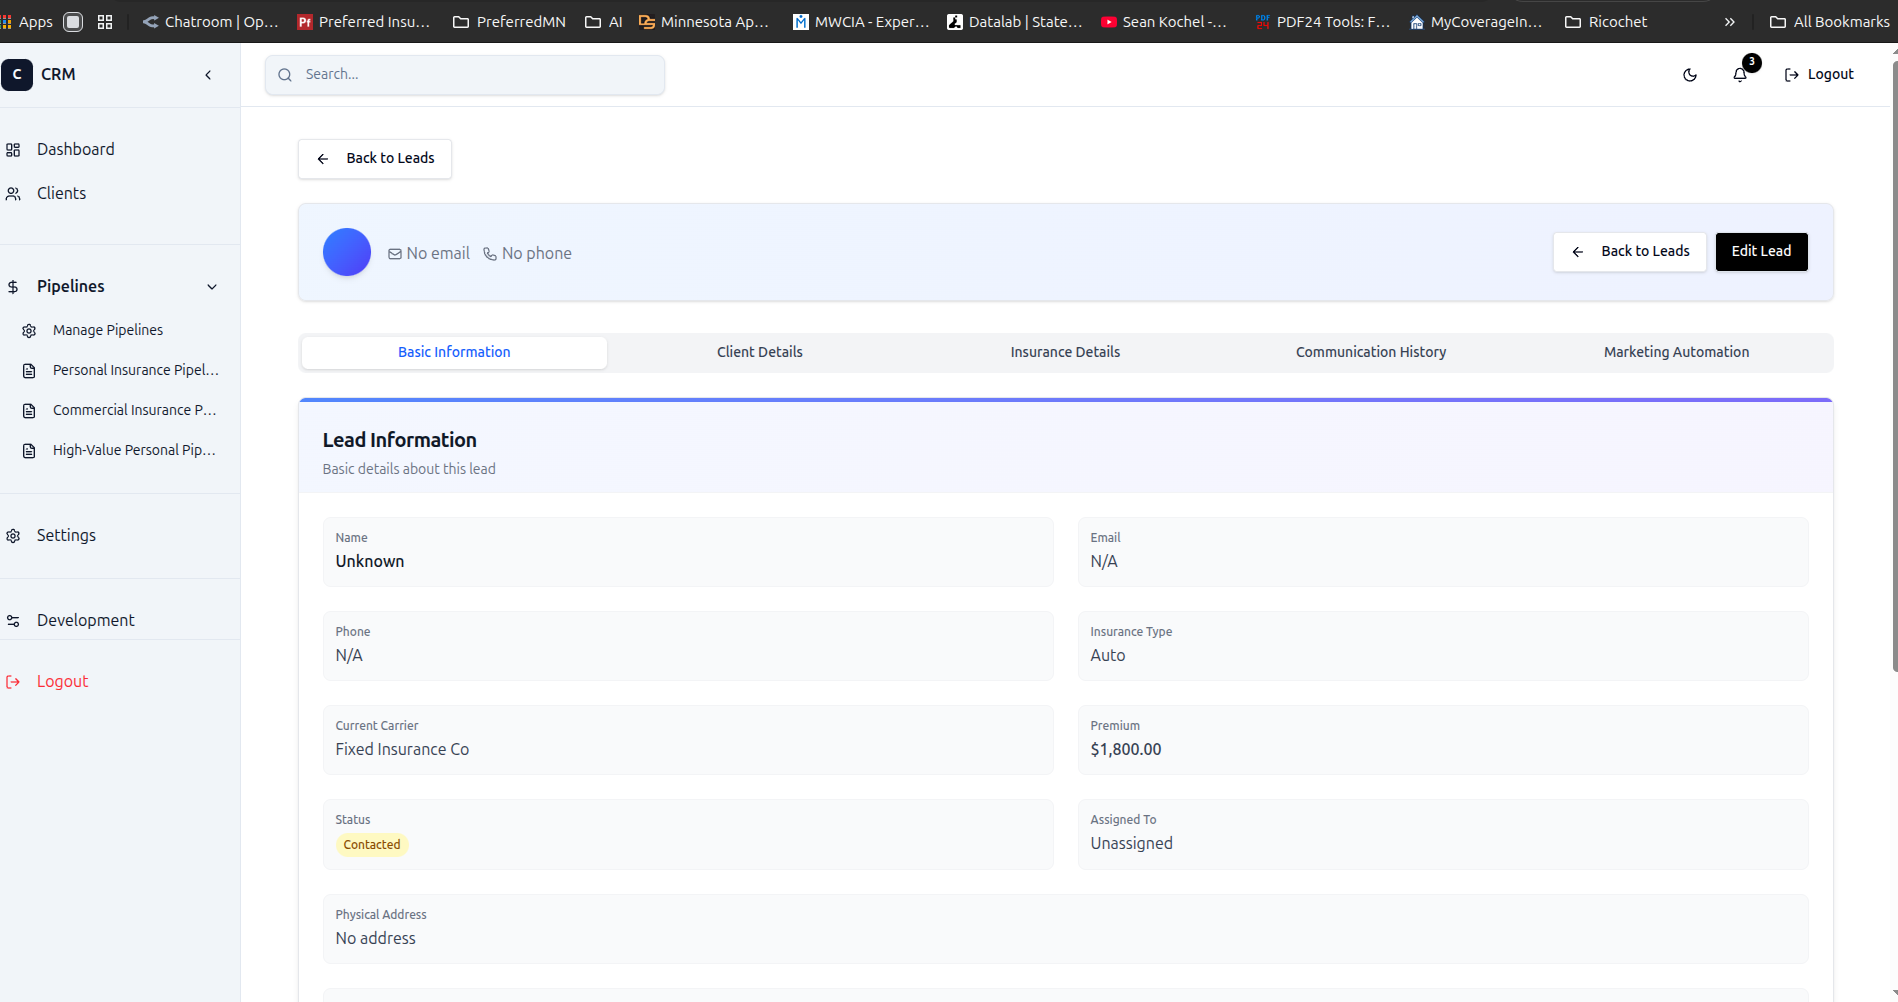 Apps
Chatroom | Op...
Preferred Insu...
PreferredMN
AI
Minnesota Ap...
MWCIA - Exper...
Datalab | State...
Sean Kochel -...
PDF24 Tools: F...
MyCoverageIn...
Ricochet
»
All Bookmarks
C
CRM
Search...
3
Logout
Dashboard
Clients
Pipelines
Manage Pipelines
Personal Insurance Pipel...
Commercial Insurance P...
High-Value Personal Pip...
Settings
Development
Logout
Back to Leads
No email
No phone
Back to Leads
Edit Lead
Basic Information
Client Details
Insurance Details
Communication History
Marketing Automation
Lead Information
Basic details about this lead
Name
Unknown
Email
N/A
Phone
N/A
Insurance Type
Auto
Current Carrier
Fixed Insurance Co
Premium
$1,800.00
Status
Contacted
Assigned To
Unassigned
Physical Address
No address